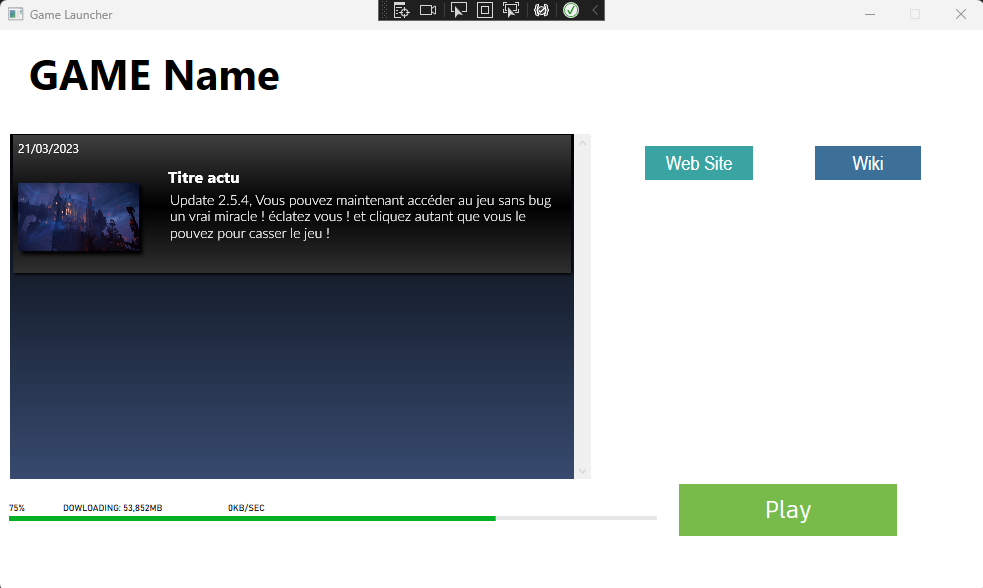 Game Launcher
GAME Name
21/03/2023
Titre actu
Update 2.5.4, Vous pouvez maintenant accéder au jeu sans bug
un vrai miracle ! éclatez vous ! et cliquez autant que vous le
pouvez pour casser le jeu !
Web Site
Wiki
75%
DOWLOADING: 53,852MB
0KB/SEC
Play